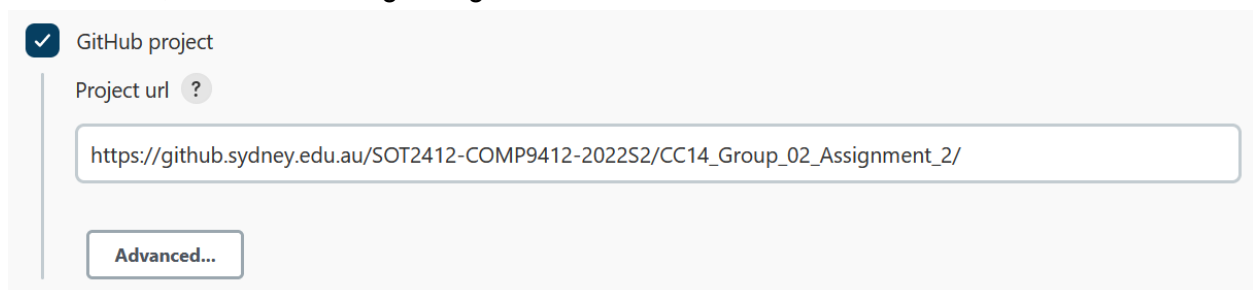 GitHub project
Project url ?
https://github.sydney.edu.au/SOT2412-COMP9412-2022S2/CC14_Group_02_Assignment_2/
Advanced...